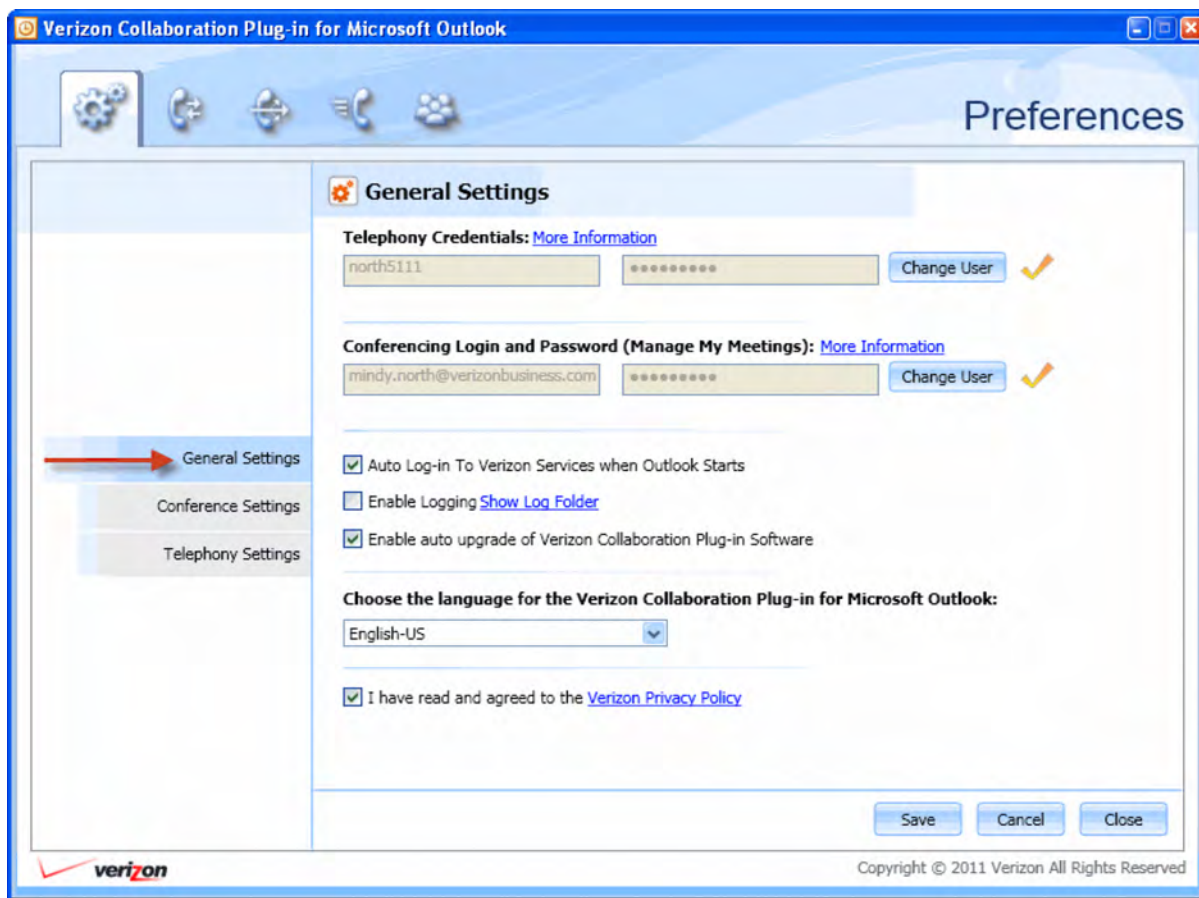 Verizon Collaboration Plug-in for Microsoft Outlook
Preferences
General Settings
Telephony Credentials: More Information
north5111 ●●●●●●●●● Change User
Conferencing Login and Password (Manage My Meetings): More Information
mindy.north@verizonbusiness.com ●●●●●●●●● Change User
General Settings
Conference Settings
Telephony Settings
Auto Log-in To Verizon Services when Outlook Starts
Enable Logging Show Log Folder
Enable auto upgrade of Verizon Collaboration Plug-in Software
Choose the language for the Verizon Collaboration Plug-in for Microsoft Outlook:
English-US
I have read and agreed to the Verizon Privacy Policy
Save Cancel Close
verizon
Copyright © 2011 Verizon All Rights Reserved